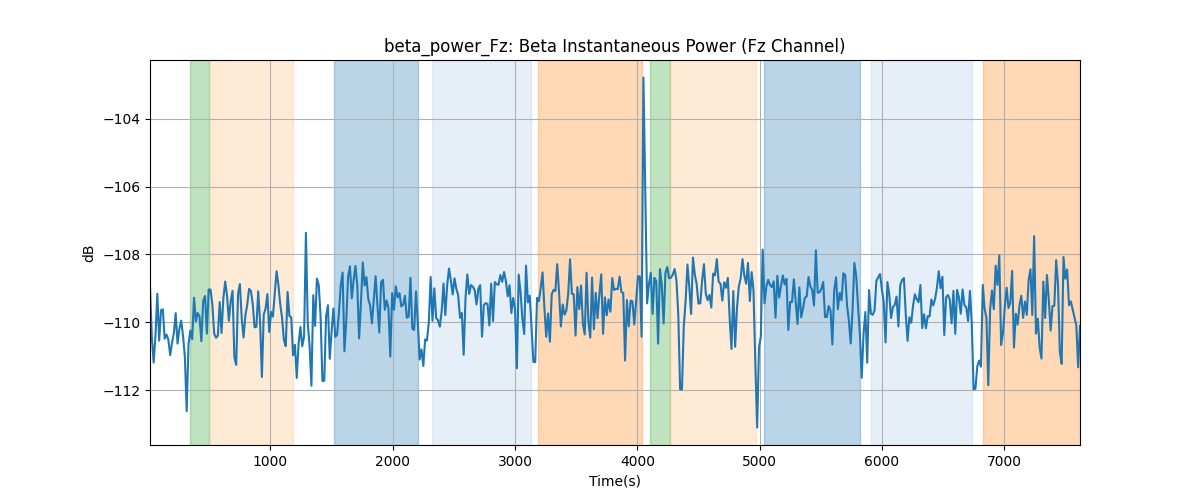 beta_power_Fz: Beta Instantaneous Power (Fz Channel)
−104
−106
−108
−110
−112
dB
1000 2000 3000 4000 5000 6000 7000
Time(s)